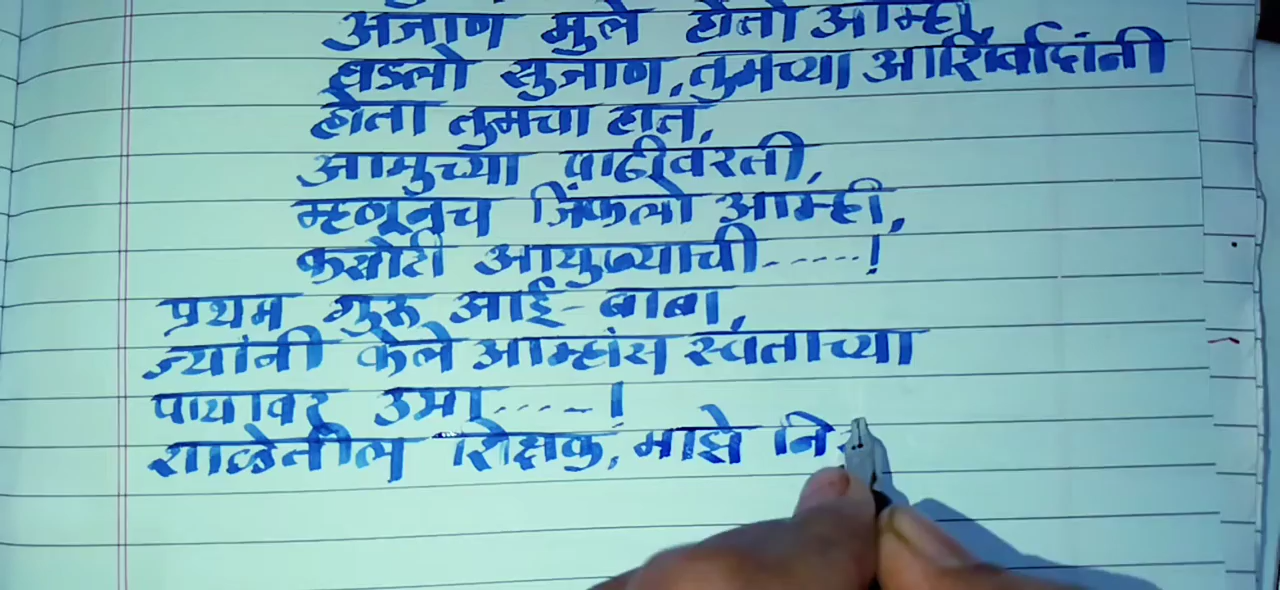 अजाण मुले होतो आम्ही,
घडलो सुजाण, तुमच्या आशिर्वादांनी
होता तुमचा हात,
आमुच्या पाठीवरती,
म्हणूनच जिंकलो आम्ही,
कसोटी आयुष्याची.....!
प्रथम गुरू आई-बाबा,
ज्यांनी केले आम्हांस स्वताच्या
पायावर उभा.....!
शाळेतील शिक्षक, माझे